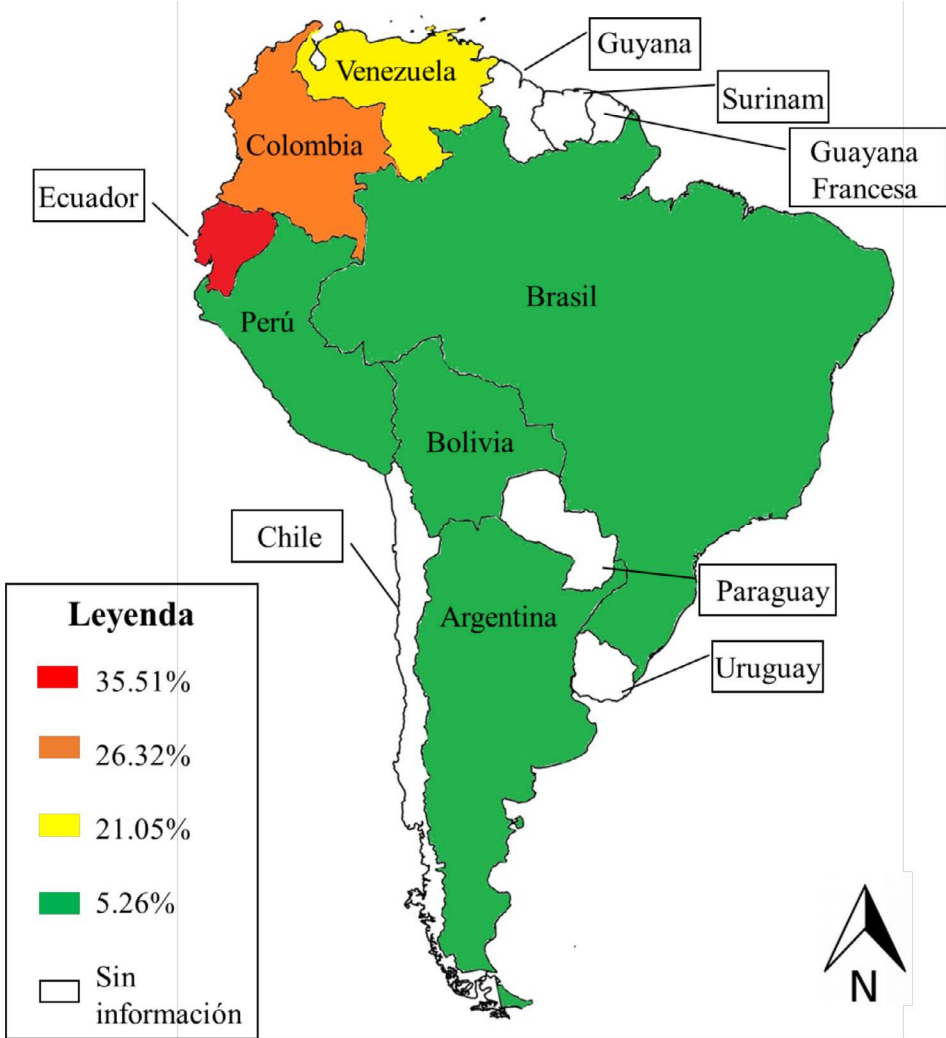 Guyana
Venezuela
Surinam
Colombia
Guayana
Francesa
Ecuador
Brasil
Perú
Bolivia
Chile
Paraguay
Argentina
Uruguay
Leyenda
35.51%
26.32%
21.05%
5.26%
Sin
información
N